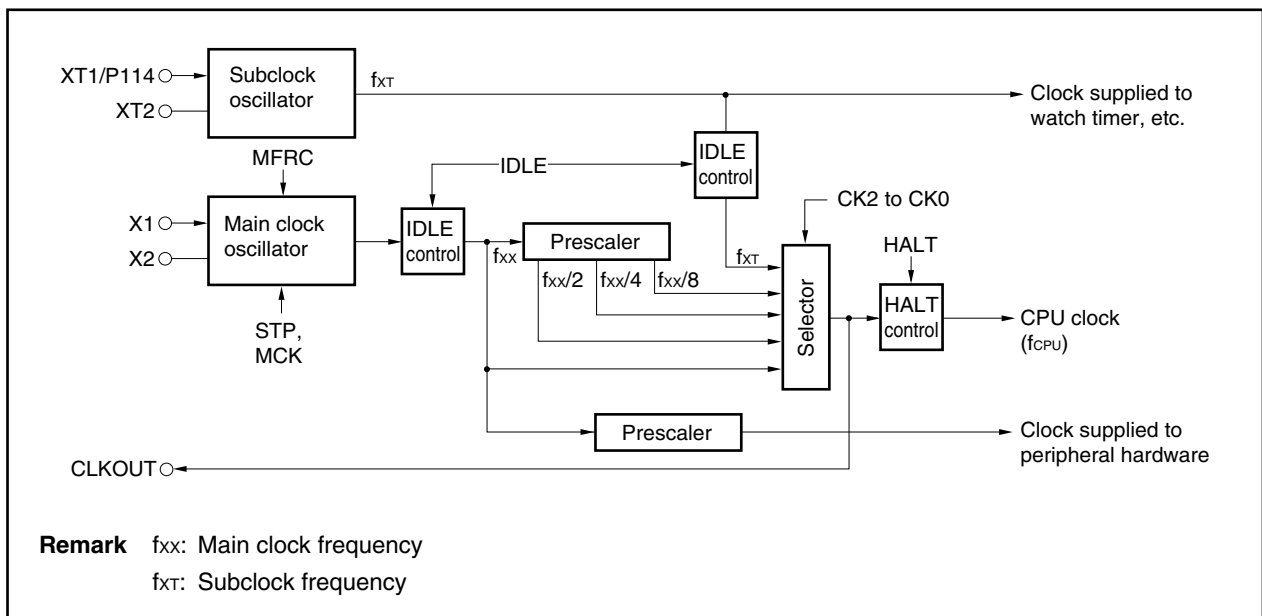 XT1/P114
XT2
Subclock
oscillator
fXT
Clock supplied to
watch timer, etc.
MFRC
IDLE
IDLE
control
X1
X2
Main clock
oscillator
IDLE
control
CK2 to CK0
fXX
Prescaler
fXX/2
fXX/4
fXX/8
fXT
Selector
HALT
HALT
control
CPU clock
(fCPU)
STP,
MCK
Prescaler
Clock supplied to
peripheral hardware
CLKOUT
Remark fXX: Main clock frequency
fXT: Subclock frequency